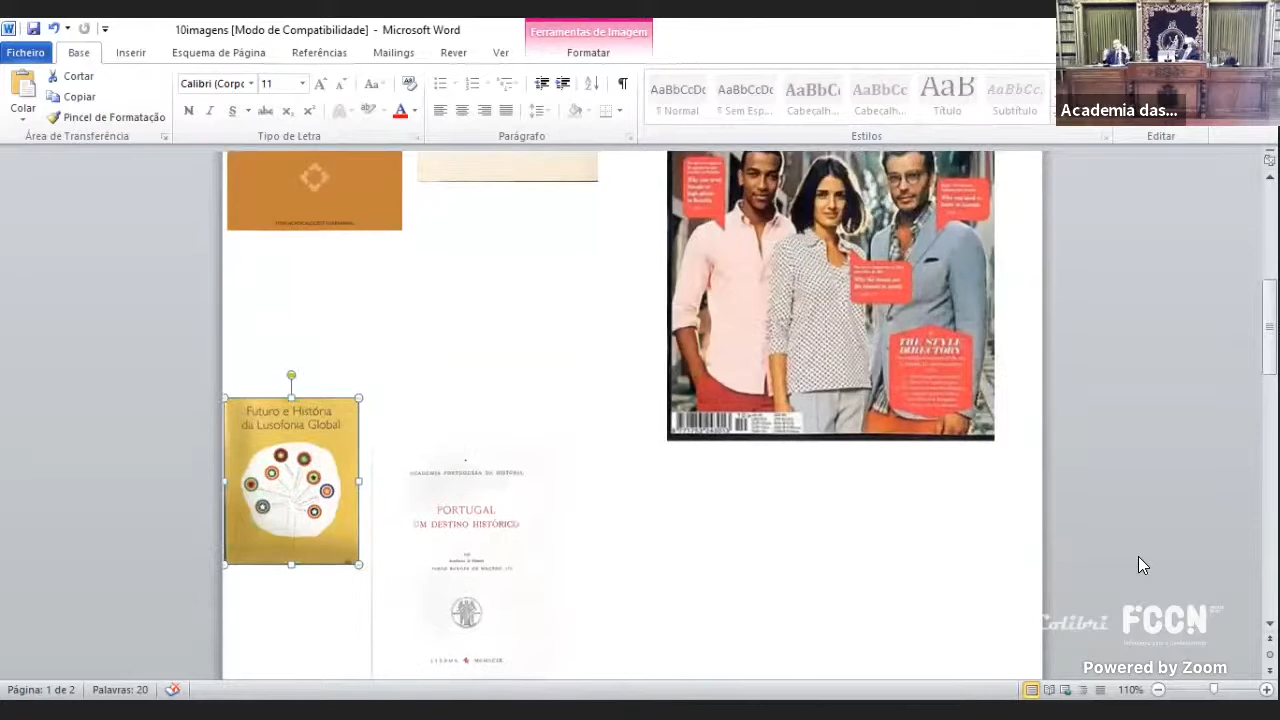 10imagens [Modo de Compatibilidade] - Microsoft Word
Ferramentas de Imagem
Ficheiro
Base
Inserir
Esquema de Página
Referências
Mailings
Rever
Ver
Formatar
Colar
Cortar
Copiar
Pincel de Formatação
Área de Transferência
Calibri (Corpc
11
Tipo de Letra
Parágrafo
AaBbCcDc
¶ Normal
AaBbCcDc
¶ Sem Esp...
AaBbC
Cabeçalh...
AaBbCc
Cabeçalh...
AaB
Título
AaBbCc.
Subtítulo
Estilos
Editar
Academia das...
THE STYLE
DIRECTORY
Futuro e História
da Lusofonia Global
ACADEMIA PORTUGUESA DA HISTÓRIA
PORTUGAL
UM DESTINO HISTÓRICO
LISBOA
Colibri
FCCN
Powered by Zoom
Página: 1 de 2
Palavras: 20
110%